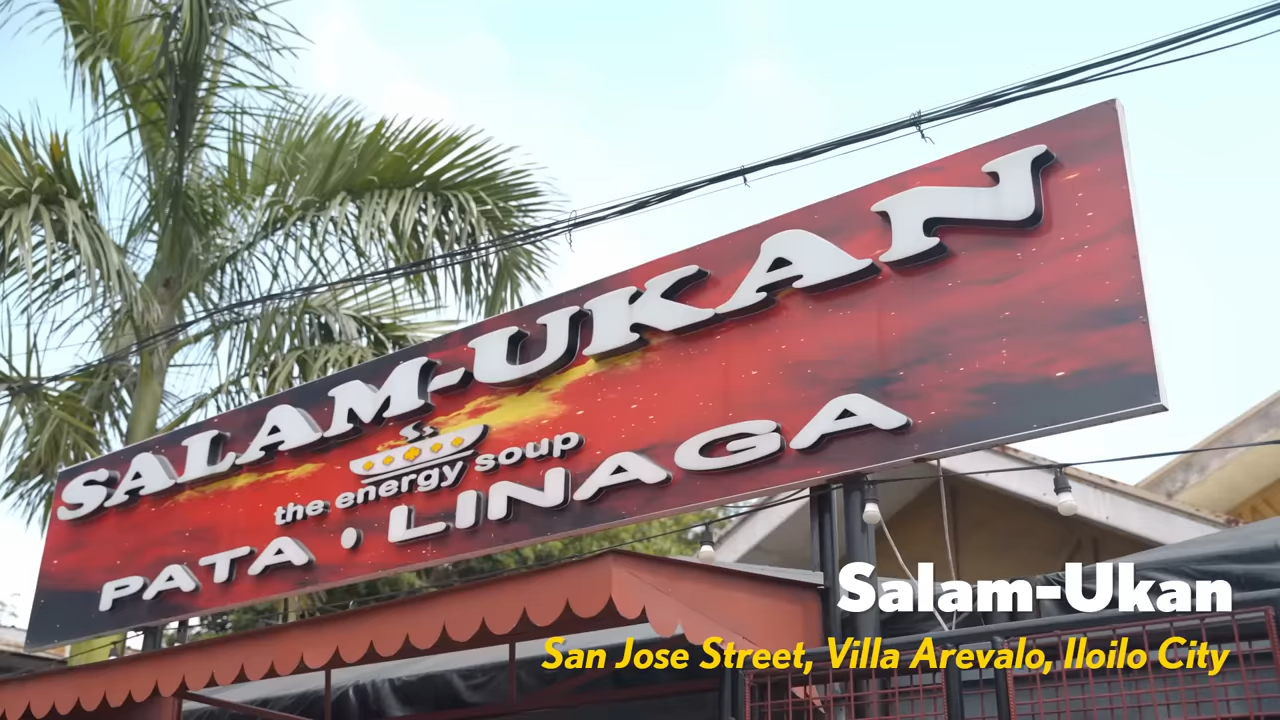 SALAM-UKAN
the energy soup
PATA • LINAGA
Salam-Ukan
San Jose Street, Villa Arevalo, Iloilo City